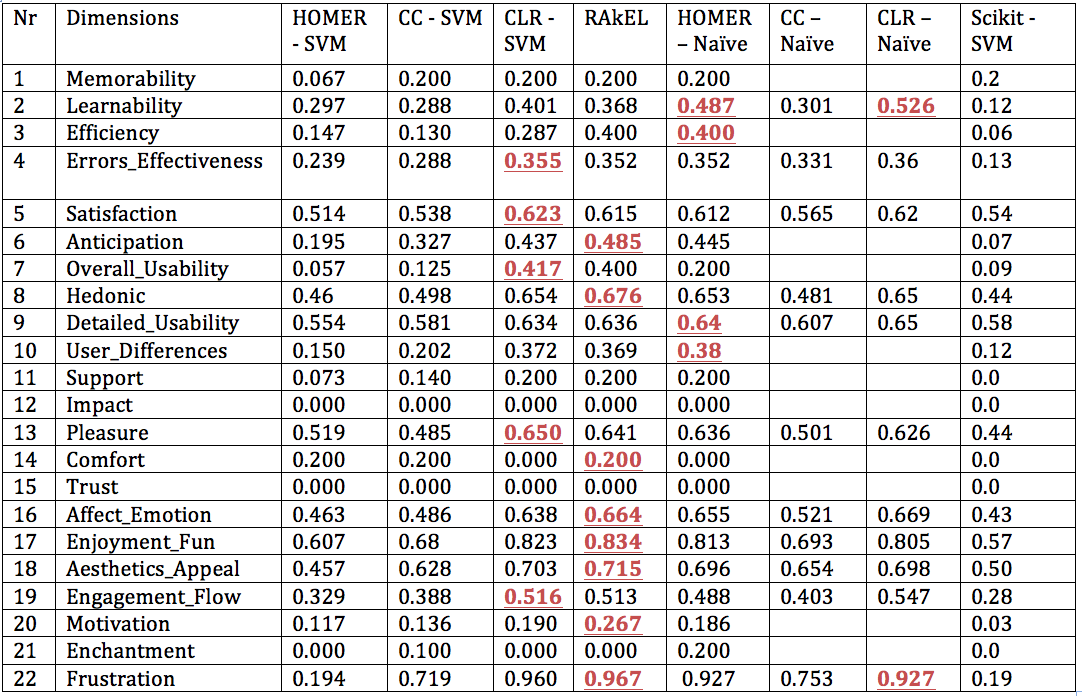 Nr Dimensions HOMER - SVM CC - SVM CLR - SVM RAkEL HOMER – Naïve CC – Naïve CLR – Naïve Scikit - SVM
1 Memorability 0.067 0.200 0.200 0.200 0.200 0.2
2 Learnability 0.297 0.288 0.401 0.368 0.487 0.301 0.526 0.12
3 Efficiency 0.147 0.130 0.287 0.400 0.400 0.06
4 Errors_Effectiveness 0.239 0.288 0.355 0.352 0.352 0.331 0.36 0.13
5 Satisfaction 0.514 0.538 0.623 0.615 0.612 0.565 0.62 0.54
6 Anticipation 0.195 0.327 0.437 0.485 0.445 0.07
7 Overall_Usability 0.057 0.125 0.417 0.400 0.200 0.09
8 Hedonic 0.46 0.498 0.654 0.676 0.653 0.481 0.65 0.44
9 Detailed_Usability 0.554 0.581 0.634 0.636 0.64 0.607 0.65 0.58
10 User_Differences 0.150 0.202 0.372 0.369 0.38 0.12
11 Support 0.073 0.140 0.200 0.200 0.200 0.0
12 Impact 0.000 0.000 0.000 0.000 0.000 0.0
13 Pleasure 0.519 0.485 0.650 0.641 0.636 0.501 0.626 0.44
14 Comfort 0.200 0.200 0.000 0.200 0.000 0.0
15 Trust 0.000 0.000 0.000 0.000 0.000 0.0
16 Affect_Emotion 0.463 0.486 0.638 0.664 0.655 0.521 0.669 0.43
17 Enjoyment_Fun 0.607 0.68 0.823 0.834 0.813 0.693 0.805 0.57
18 Aesthetics_Appeal 0.457 0.628 0.703 0.715 0.696 0.654 0.698 0.50
19 Engagement_Flow 0.329 0.388 0.516 0.513 0.488 0.403 0.547 0.28
20 Motivation 0.117 0.136 0.190 0.267 0.186 0.03
21 Enchantment 0.000 0.100 0.000 0.000 0.200 0.0
22 Frustration 0.194 0.719 0.960 0.967 0.927 0.753 0.927 0.19